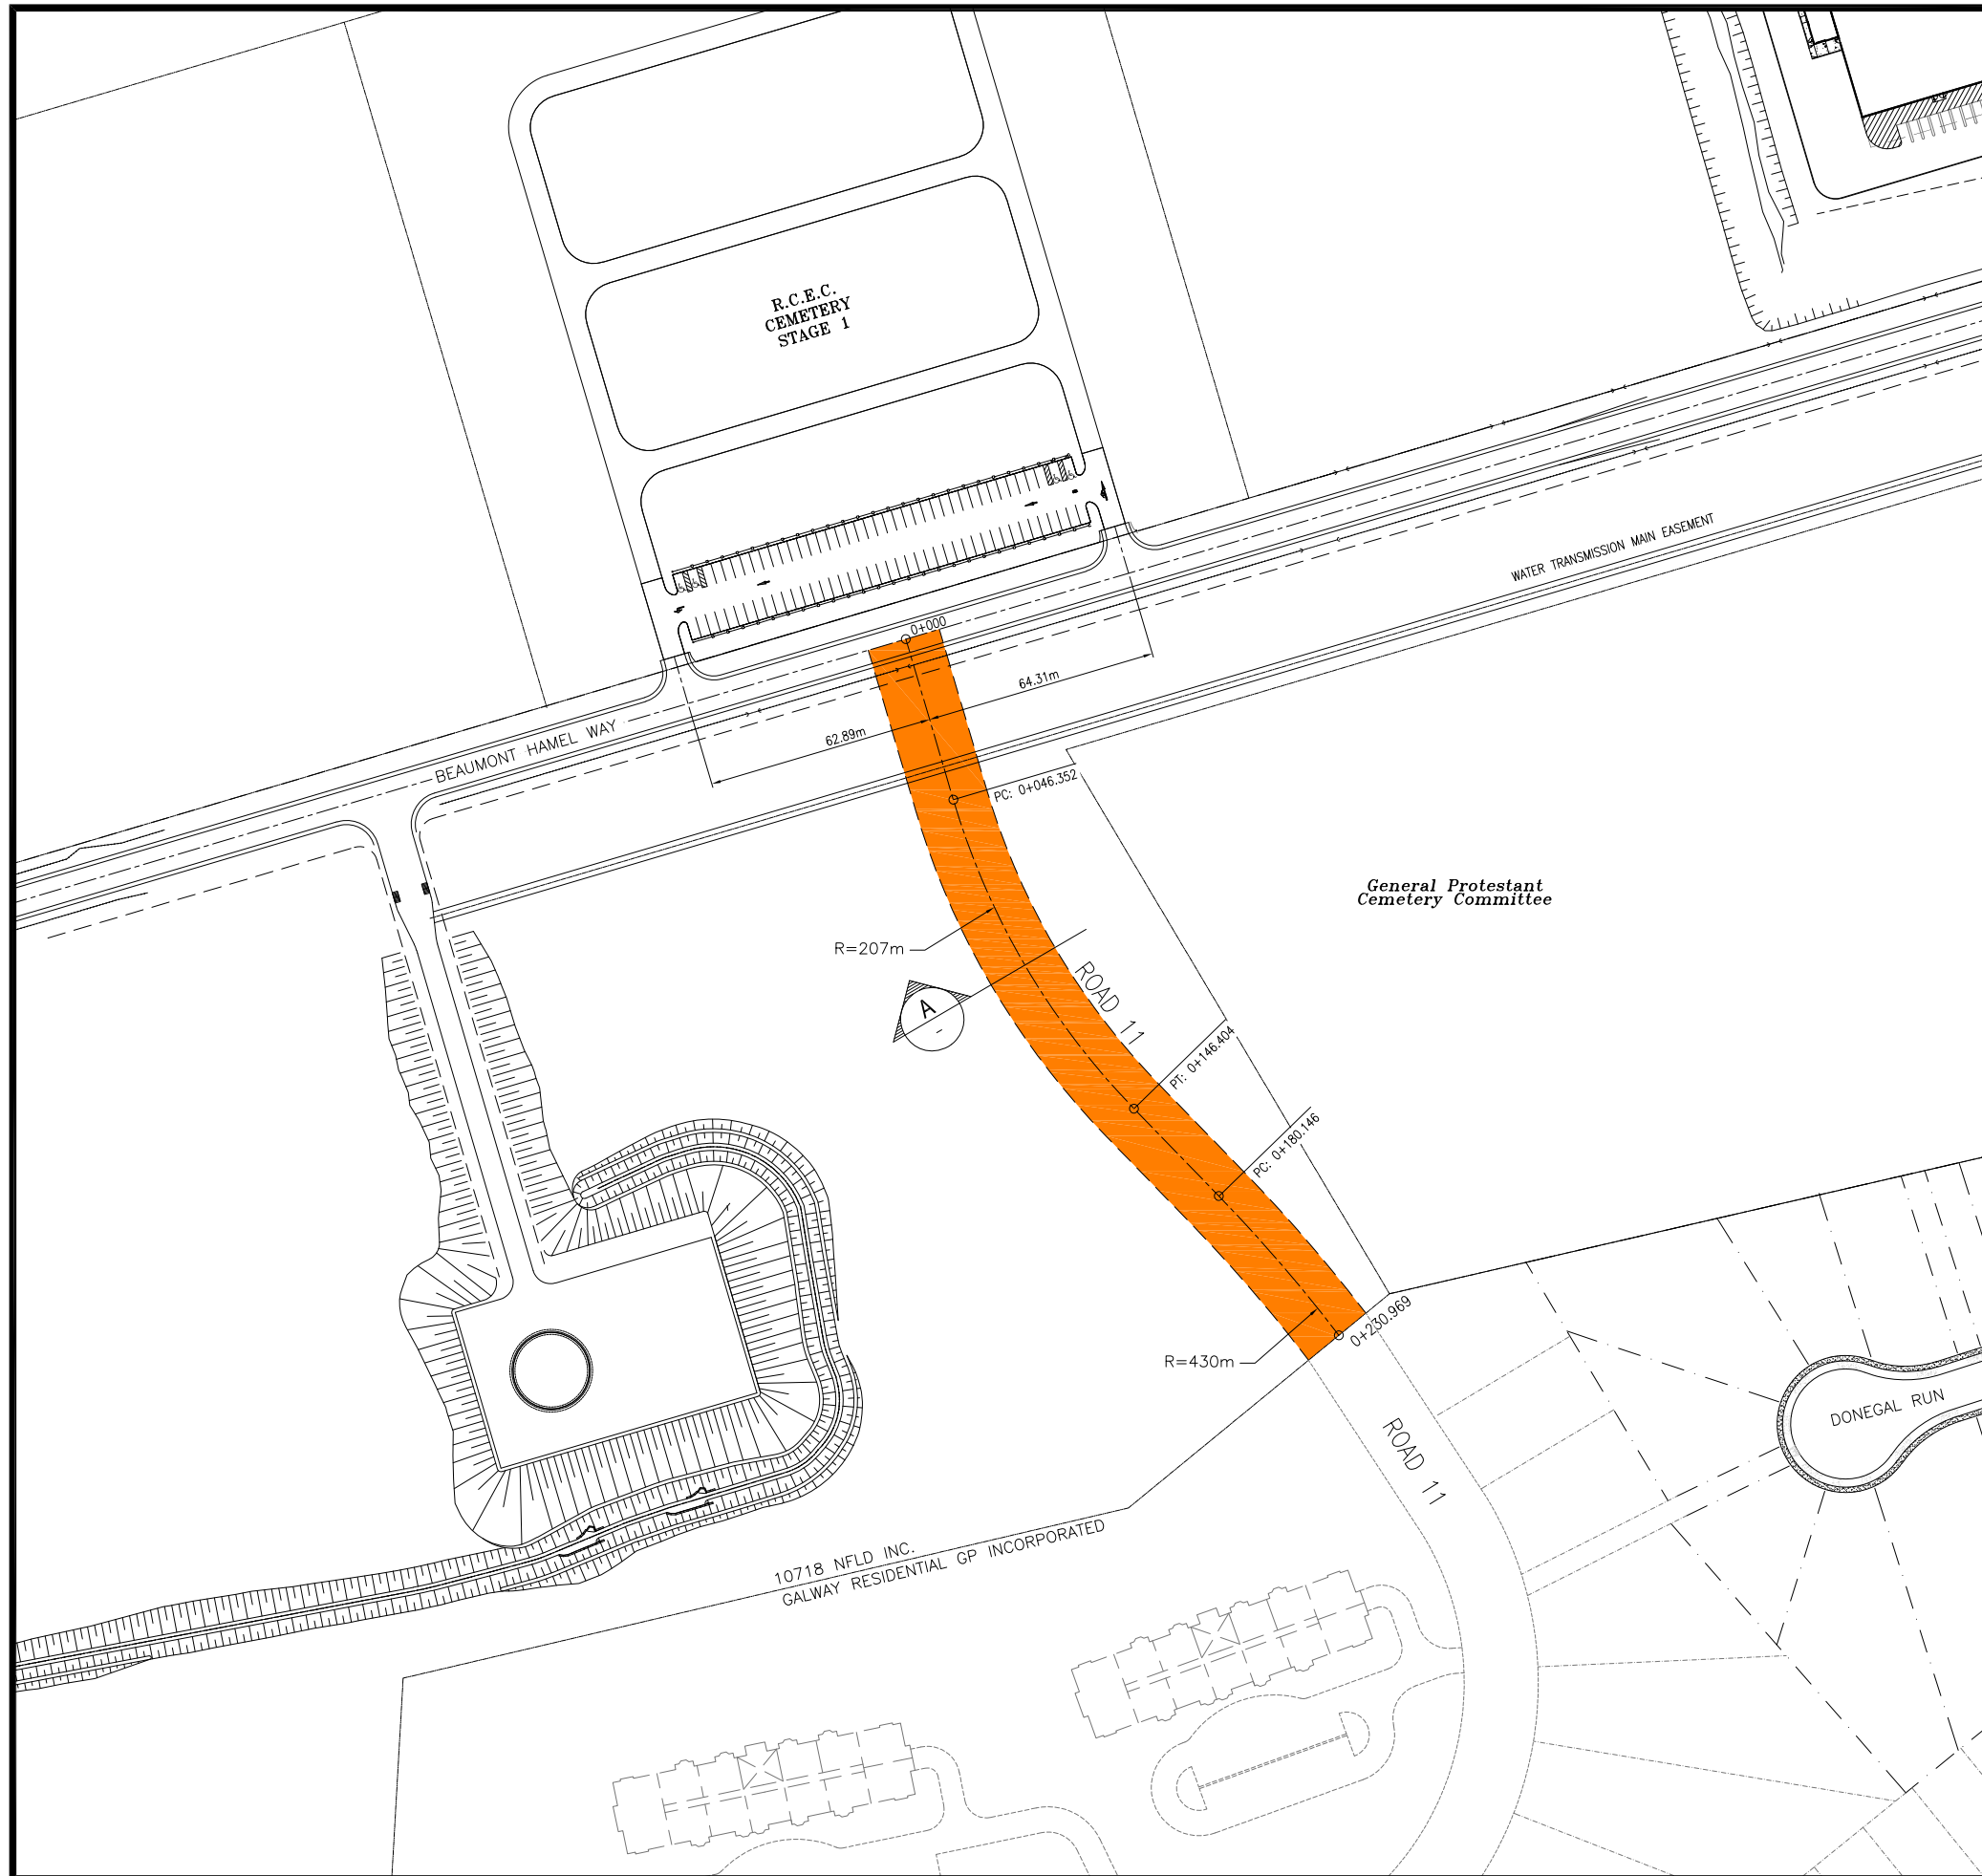 R.C.E.C.
CEMETERY
STAGE 1
WATER TRANSMISSION MAIN EASEMENT
0+000
64.31m
62.89m
BEAUMONT HAMEL WAY
PC: 0+046.352
General Protestant
Cemetery Committee
R=207m
ROAD 11
A
-
PT: 0+146.404
PC: 0+180.146
0+230.969
R=430m
DONEGAL RUN
ROAD 11
10718 NFLD INC.
GALWAY RESIDENTIAL GP INCORPORATED